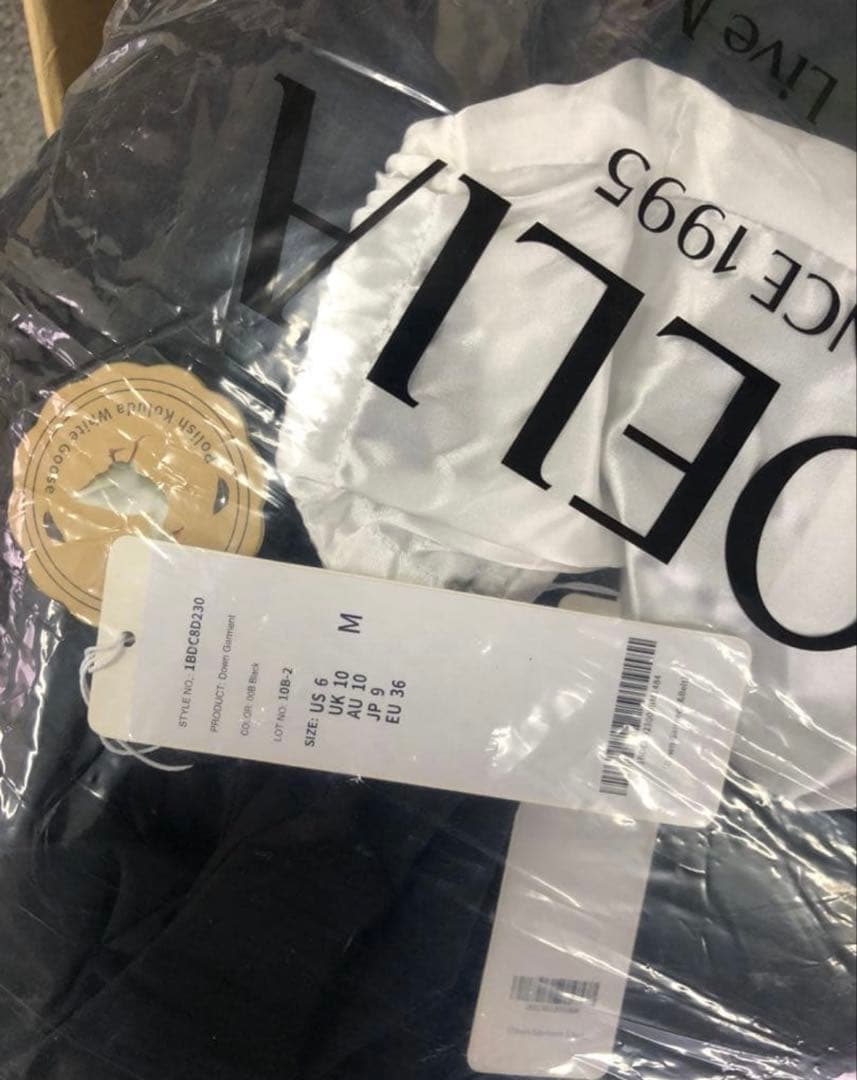 Live
NCE 1995
OELIA
Polish Koluda White Goose
STYLE NO.: 1BDC8D230
PRODUCT: Down Garment
COLOR: 00B Black
LOT NO: 10B-2
SIZE: US 6
UK 10
AU 10
JP 9
EU 36
M